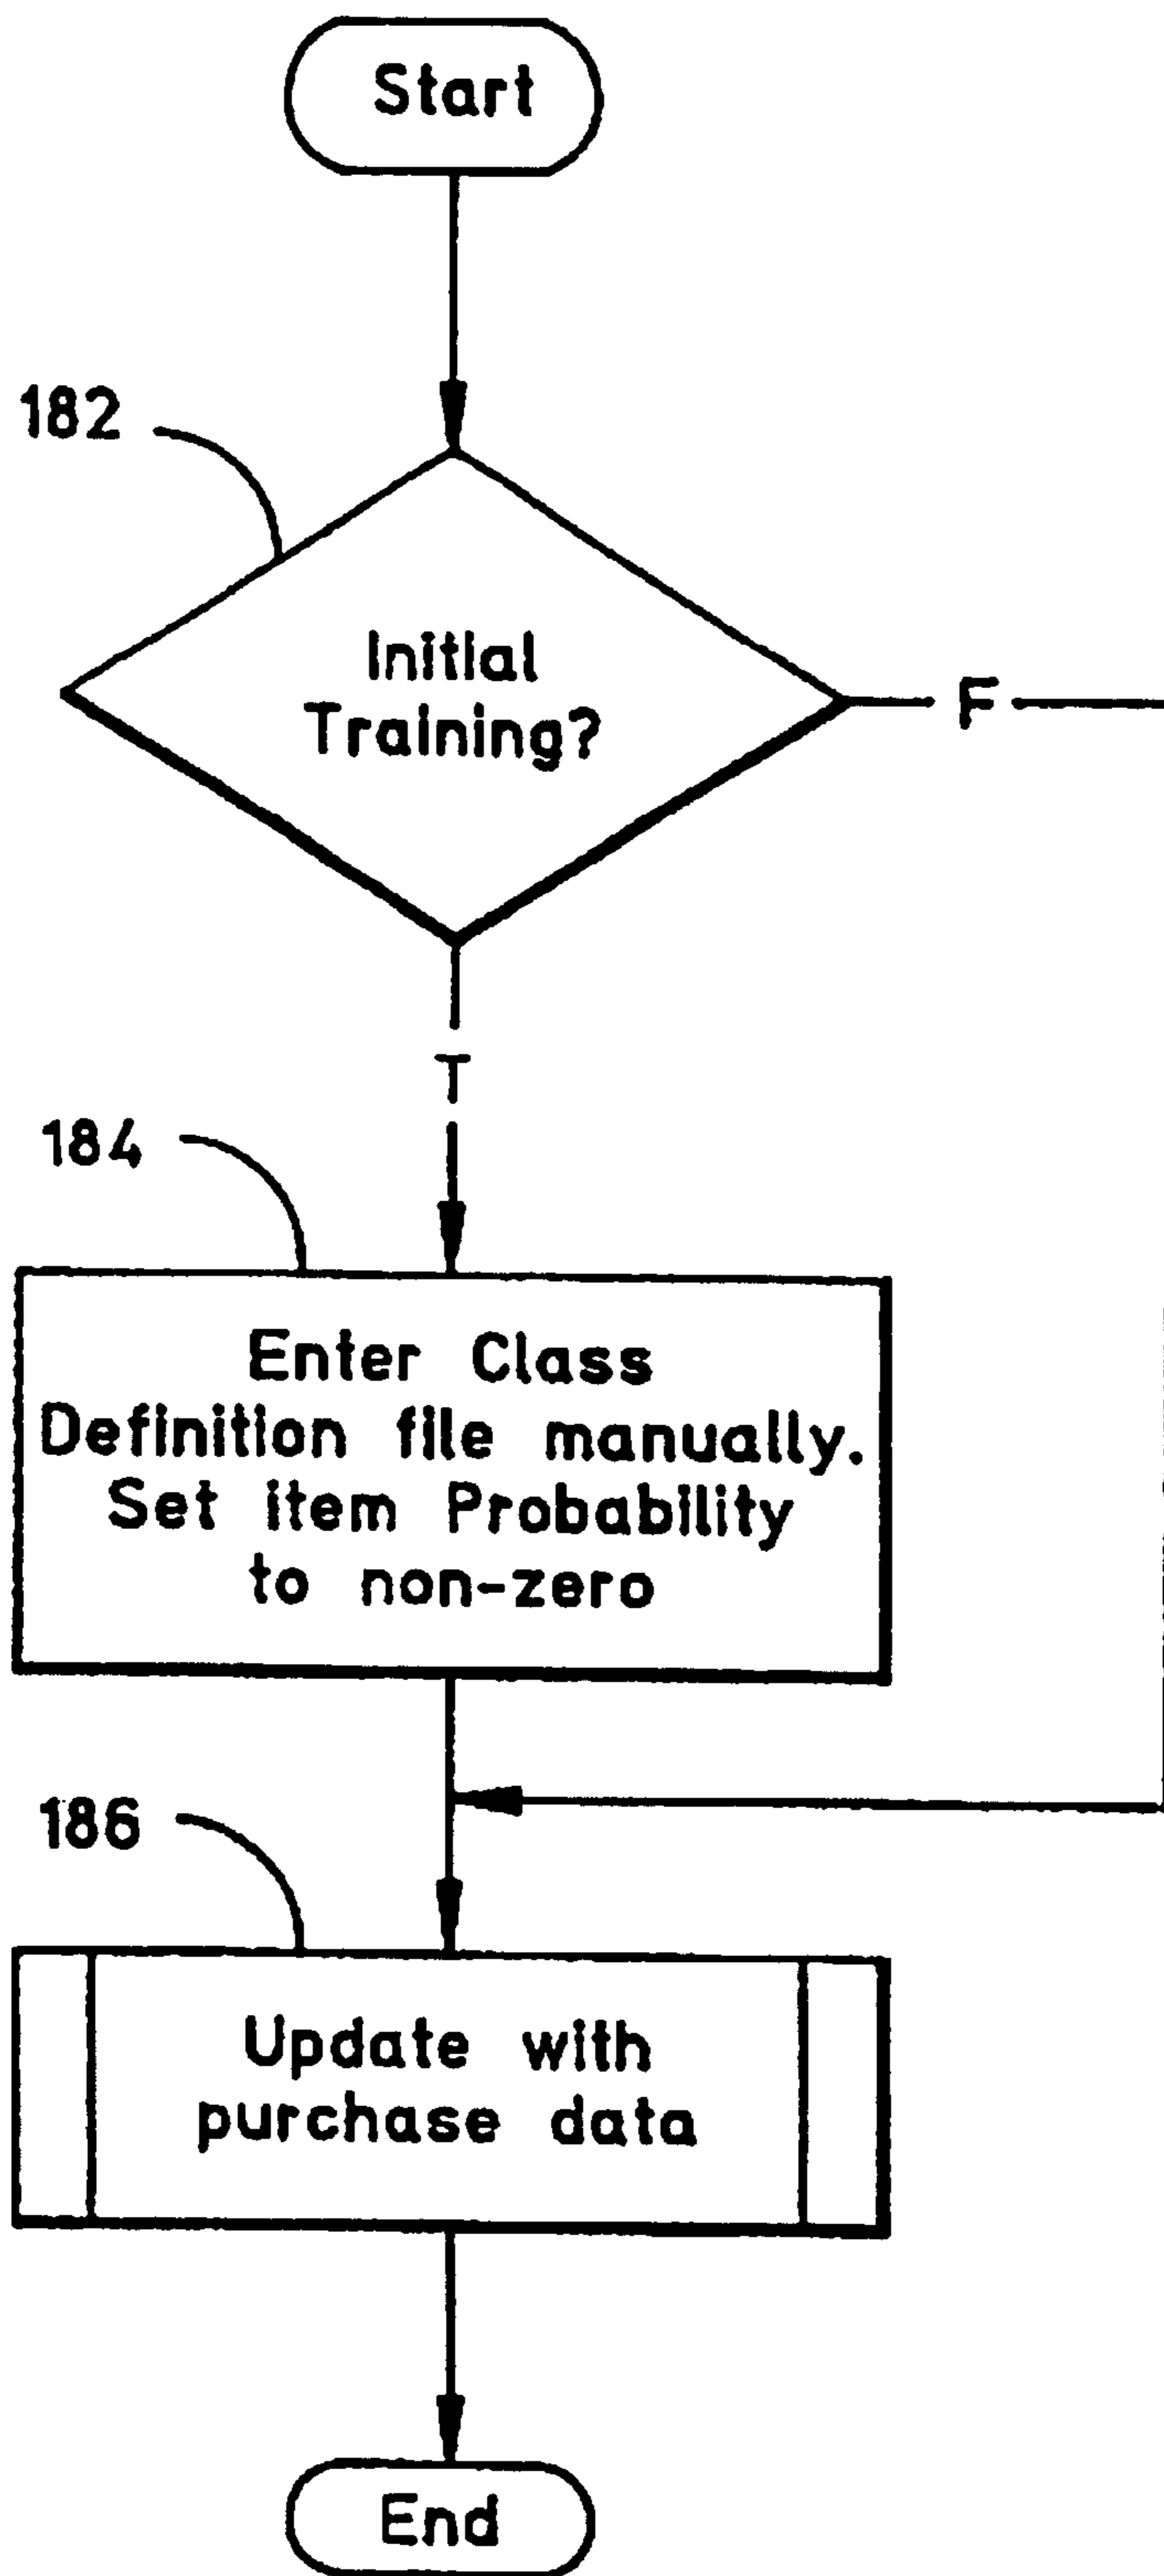 Start
182
Initial
Training?
F
T
184
Enter Class
Definition file manually.
Set item Probability
to non-zero
186
Update with
purchase data
End